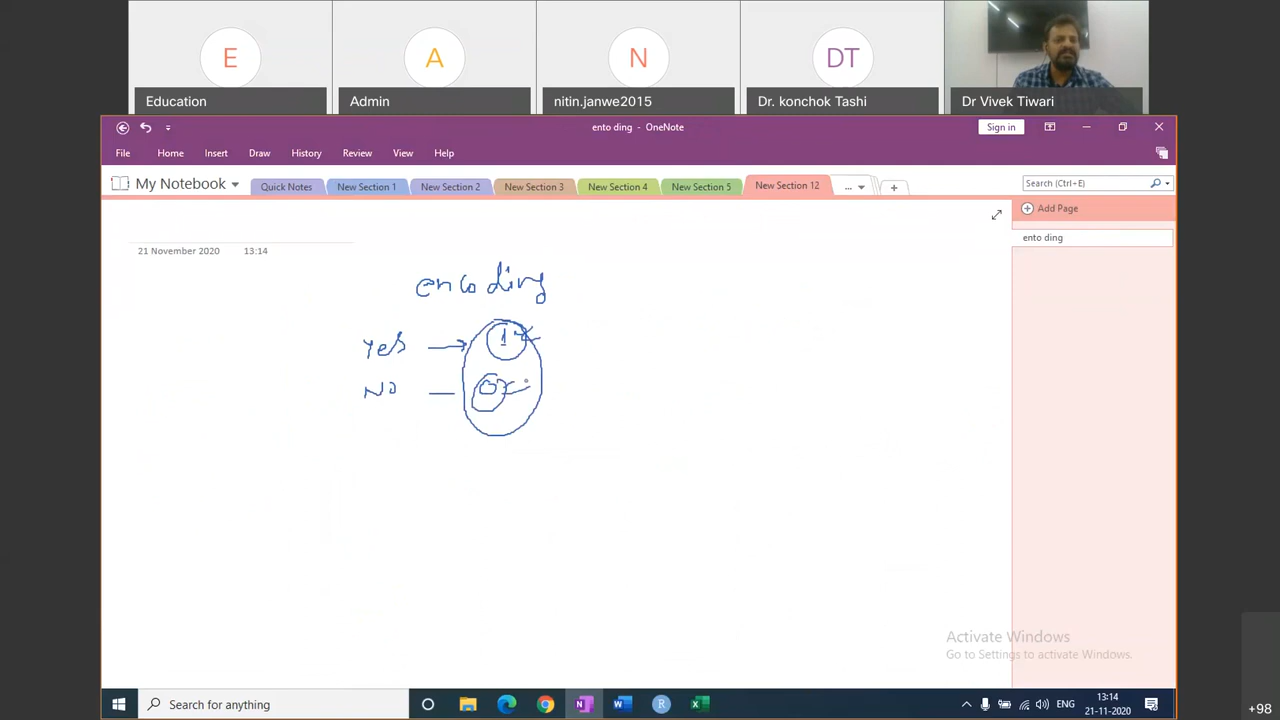 E
A
N
DT
Education
Admin
nitin.janwe2015
Dr. konchok Tashi
Dr Vivek Tiwari
ento ding - OneNote
Sign in
File Home Insert Draw History Review View Help
My Notebook
Quick Notes
New Section 1
New Section 2
New Section 3
New Section 4
New Section 5
New Section 12
...
+
Search (Ctrl+E)
Add Page
ento ding
21 November 2020 13:14
encoding
Yes → 1
NO — 0
Activate Windows
Go to Settings to activate Windows.
Search for anything
ENG
13:14
21-11-2020
+98